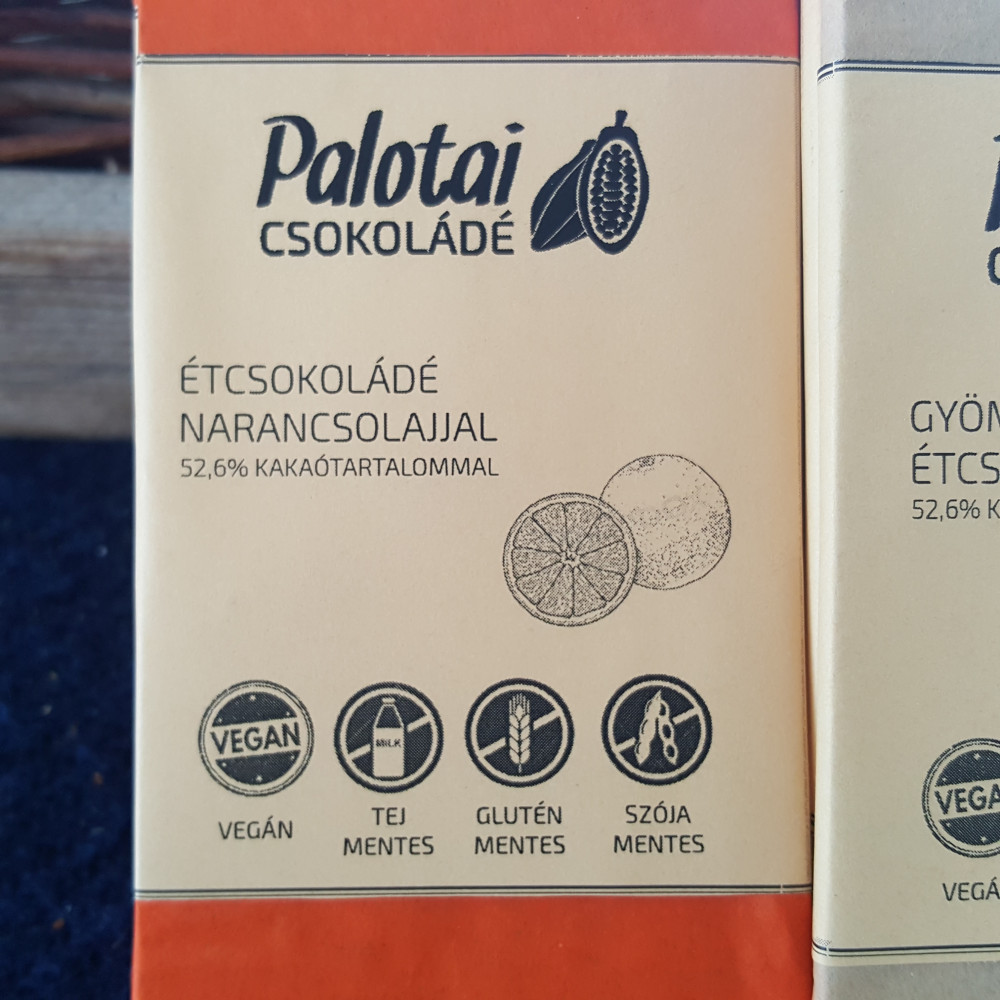 Palotai
CSOKOLÁDÉ
ÉTCSOKOLÁDÉ
NARANCSOLAJJAL
52,6% KAKAÓTARTALOMMAL
VEGAN
MILK
VEGÁN
TEJ
MENTES
GLUTÉN
MENTES
SZÓJA
MENTES
52,6%